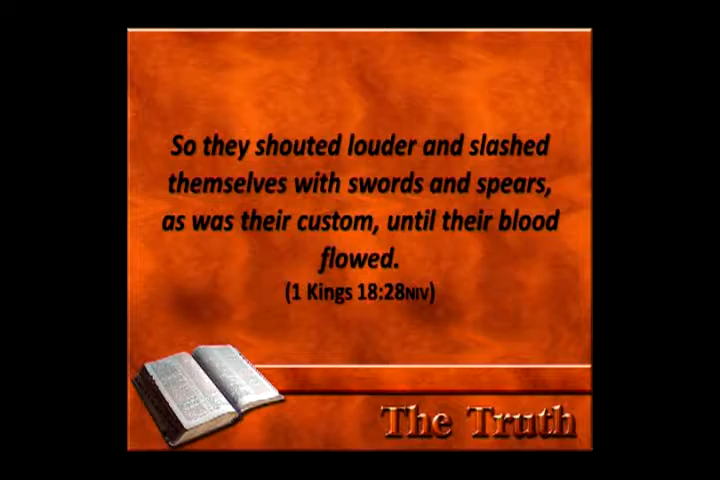 So they shouted louder and slashed
themselves with swords and spears,
as was their custom, until their blood
flowed.
(1 Kings 18:28NIV)
The Truth